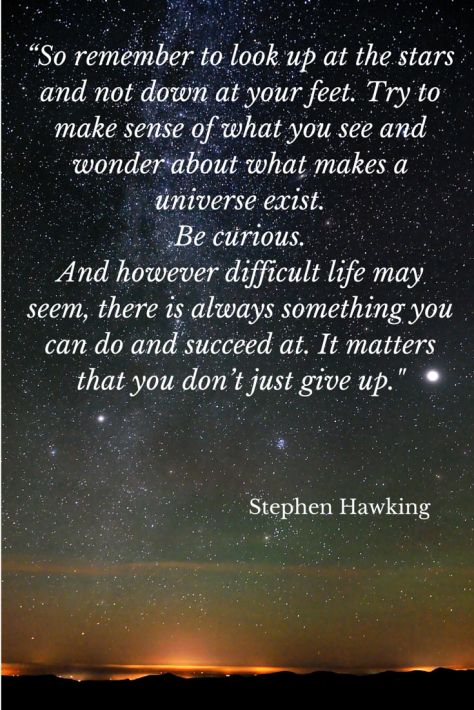 “So remember to look up at the stars
and not down at your feet. Try to
make sense of what you see and
wonder about what makes a
universe exist.
Be curious.
And however difficult life may
seem, there is always something you
can do and succeed at. It matters
that you don’t just give up."
Stephen Hawking